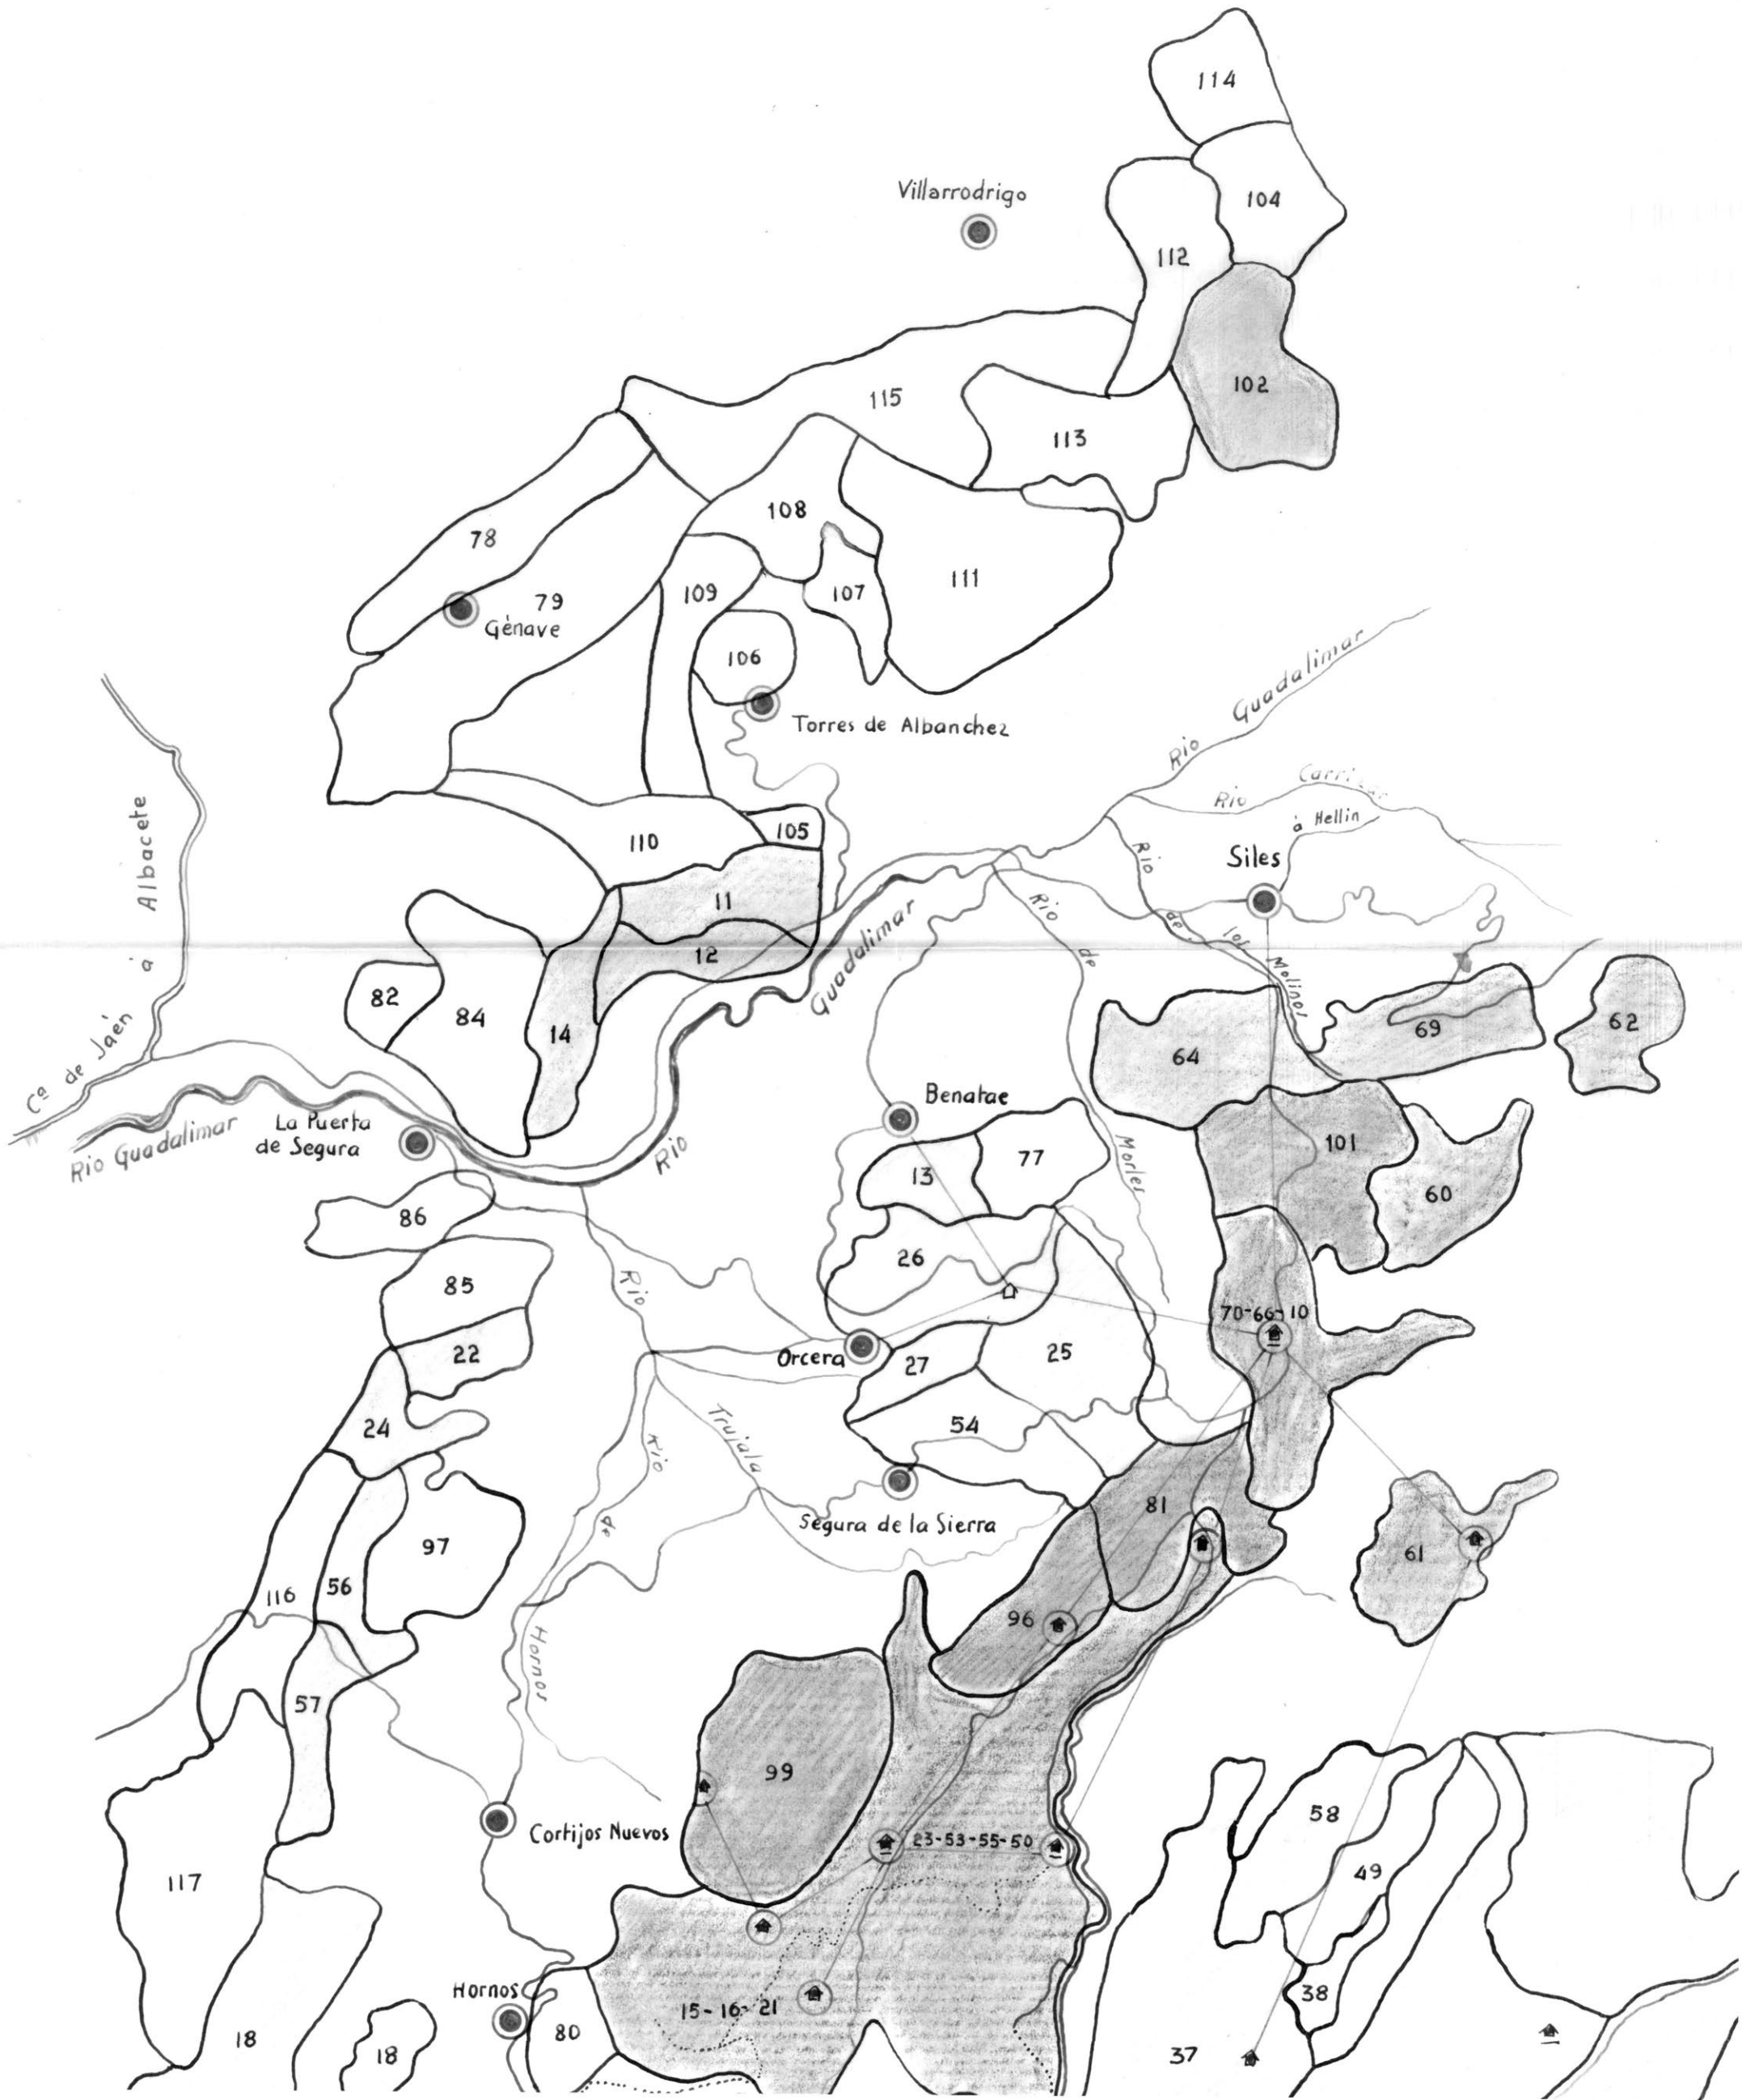 114
Villarrodrigo
104
112
102
115
113
108
78
111
79
Génave
109
107
106
Torres de Albanchez
Rio Guadalimar
Rio
à Hellin
Siles
Cª de Jaén à Albacete
110
105
11
12
Rio Guadalimar
Rio de los Molinos
Rio de Morles
82
84
14
64
69
62
Rio Guadalimar
La Puerta
de Segura
Benatae
101
13
77
60
86
26
85
70-66-10
22
Orcera
27
25
Rio
24
54
Trujala
Rio de Hornos
Segura de la Sierra
81
97
61
56
116
96
57
99
58
Cortijos Nuevos
23-53-55-50
49
117
Hornos
15-16-21
38
80
18
18
37